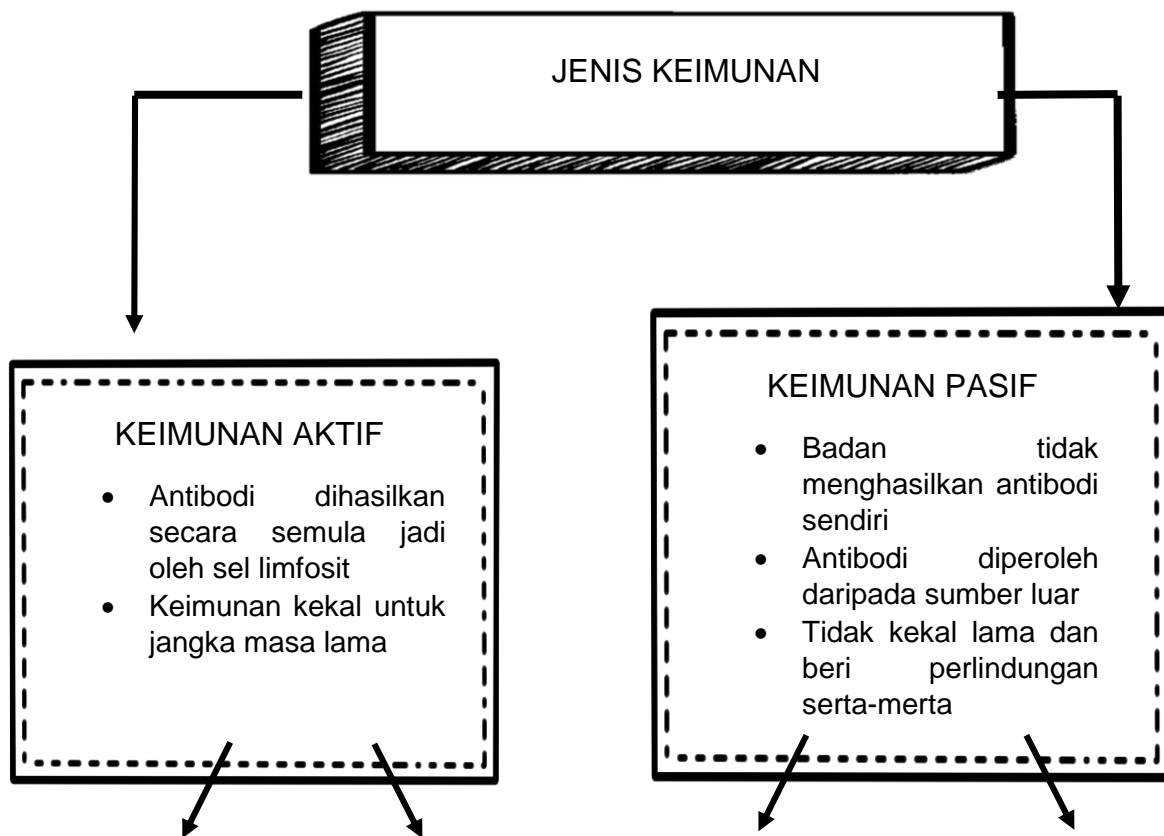 JENIS KEIMUNAN
KEIMUNAN AKTIF
• Antibodi dihasilkan
secara semula jadi
oleh sel limfosit
• Keimunan kekal untuk
jangka masa lama
KEIMUNAN PASIF
• Badan tidak
menghasilkan antibodi
sendiri
• Antibodi diperoleh
daripada sumber luar
• Tidak kekal lama dan
beri perlindungan
serta-merta